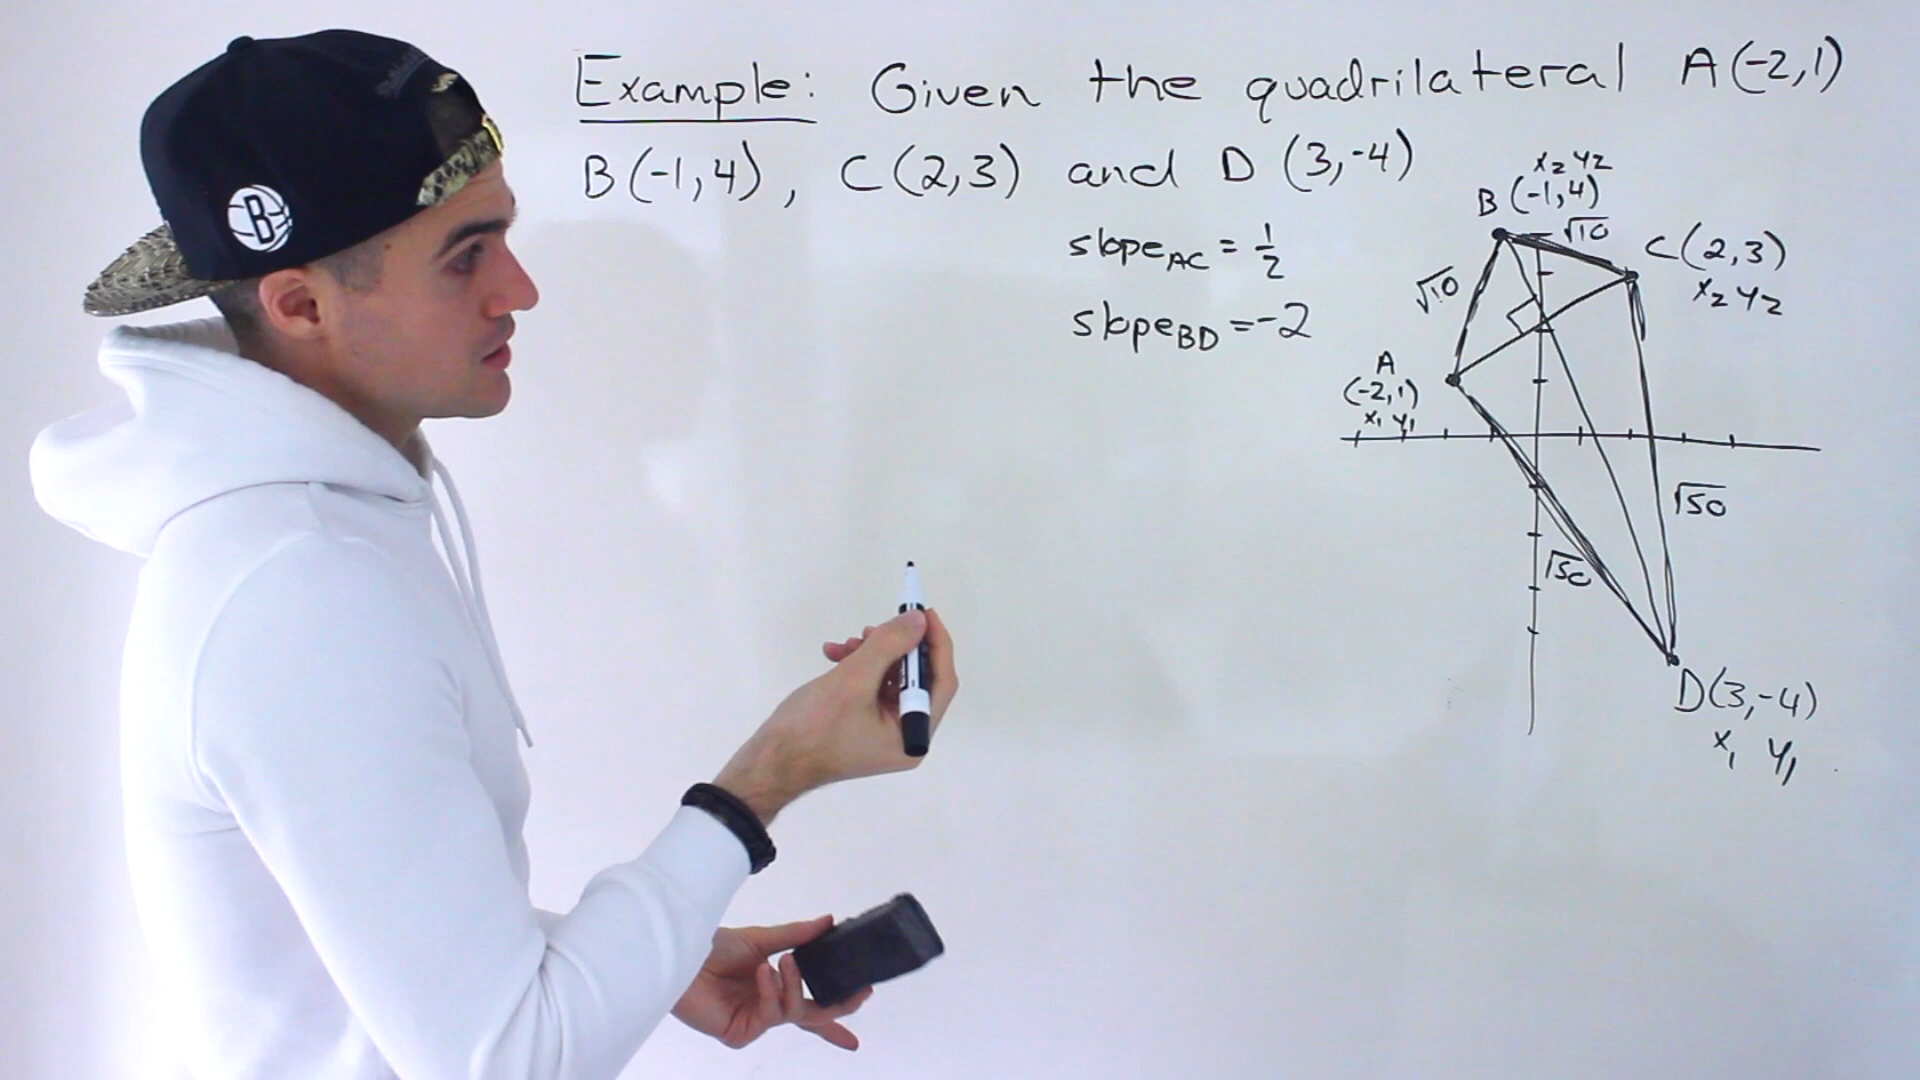 Example: Given the quadrilateral A(-2,1)
B(-1,4), C(2,3) and D (3,-4)
slopeAC = 1/2
slopeBD = -2
x2 y2
B (-1,4)
√10
C(2,3)
x2 y2
√10
A
(-2,1)
x1 y1
√50
√50
D(3,-4)
x1 y1
B